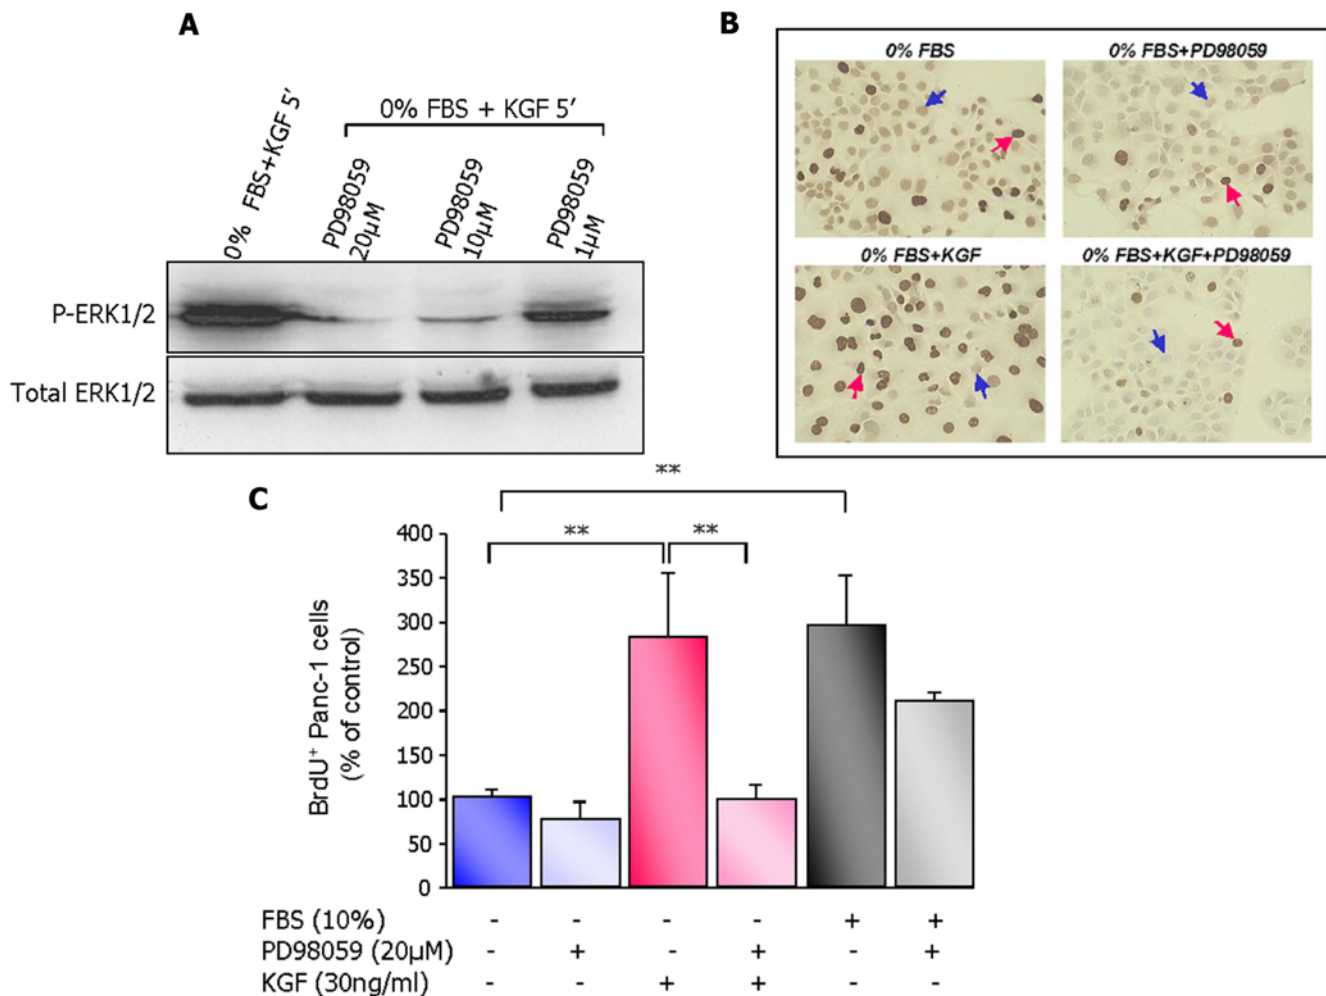 A
0% FBS+KGF 5′
0% FBS + KGF 5′
PD98059
20µM
PD98059
10µM
PD98059
1µM
P-ERK1/2
Total ERK1/2
B
0% FBS
0% FBS+PD98059
0% FBS+KGF
0% FBS+KGF+PD98059
C
**
**
**
BrdU⁺ Panc-1 cells
(% of control)
400
350
300
250
200
150
100
50
0
FBS (10%) - - - - + +
PD98059 (20µM) - + - + - +
KGF (30ng/ml) - - + + - -